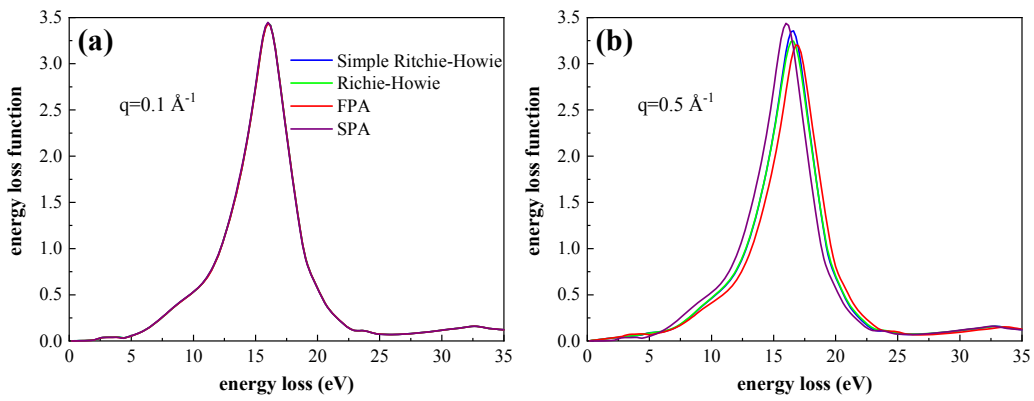 (a)
3.5
3.0
2.5
2.0
1.5
1.0
0.5
0.0
energy loss function
q=0.1 Å⁻¹
Simple Ritchie-Howie
Richie-Howie
FPA
SPA
0 5 10 15 20 25 30 35
energy loss (eV)
(b)
3.5
3.0
2.5
2.0
1.5
1.0
0.5
0.0
energy loss function
q=0.5 Å⁻¹
0 5 10 15 20 25 30 35
energy loss (eV)